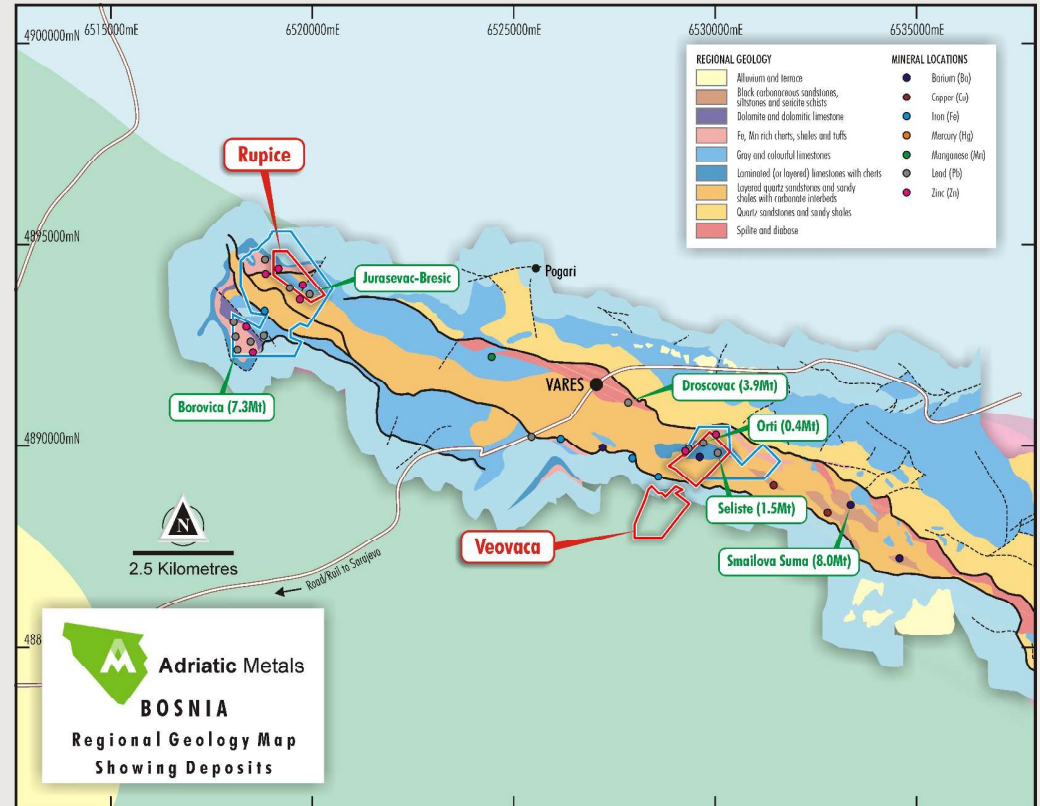 4900000mN
6515000mE
6520000mE
6525000mE
6530000mE
6535000mE
REGIONAL GEOLOGY
Alluvium and terrace
Black carbonaceous sandstones,
siltstones and sericite schists
Dolomite and dolomitic limestone
Fe, Mn rich cherts, shales and tuffs
Gray and colourful limestones
Laminated (or layered) limestones with cherts
Layered quartz sandstones and sandy
shales with carbonate interbeds
Quartz sandstones and sandy shales
Spilite and diabase
MINERAL LOCATIONS
Barium (Ba)
Copper (Cu)
Iron (Fe)
Mercury (Hg)
Manganese (Mn)
Lead (Pb)
Zinc (Zn)
Rupice
4895000mN
Jurasevac-Bresic
Pogari
VARES
Droscovac (3.9Mt)
Borovica (7.3Mt)
Orti (0.4Mt)
4890000mN
Seliste (1.5Mt)
Veovaca
Smailova Suma (8.0Mt)
N
2.5 Kilometres
Road/Rail to Sarajevo
488
Adriatic Metals
BOSNIA
Regional Geology Map
Showing Deposits